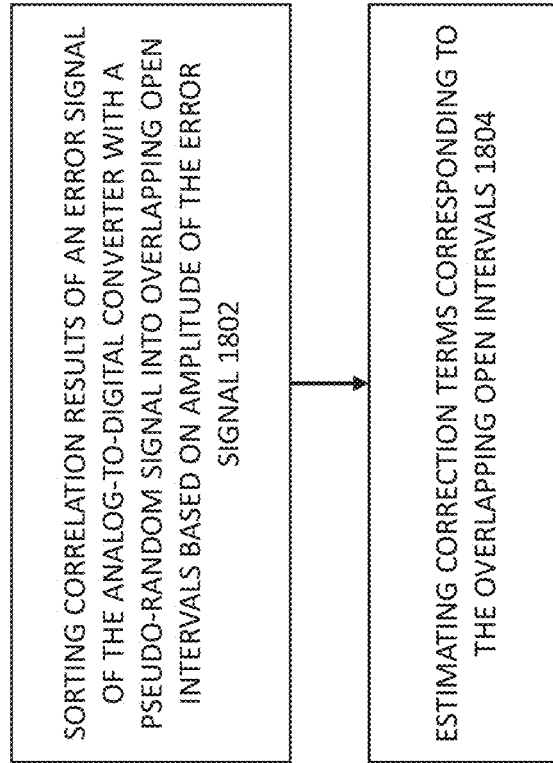 SORTING CORRELATION RESULTS OF AN ERROR SIGNAL
OF THE ANALOG-TO-DIGITAL CONVERTER WITH A
PSEUDO-RANDOM SIGNAL INTO OVERLAPPING OPEN
INTERVALS BASED ON AMPLITUDE OF THE ERROR
SIGNAL 1802
ESTIMATING CORRECTION TERMS CORRESPONDING TO
THE OVERLAPPING OPEN INTERVALS 1804